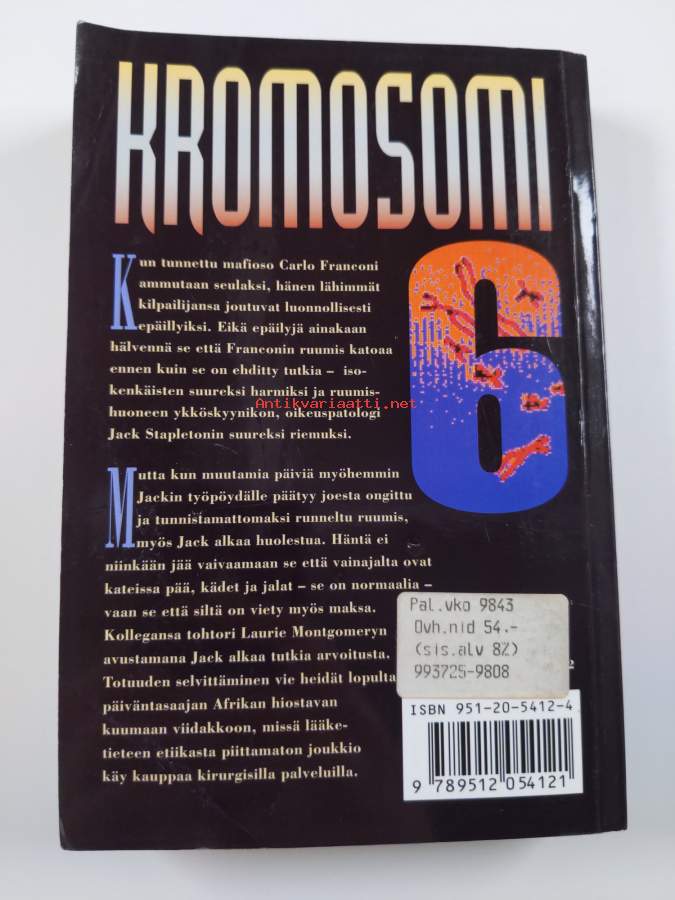 KROMOSOMI
6
Kun tunnettu mafioso Carlo Franconi
ammutaan seulaksi, hänen lähimmät
kilpailijansa joutuvat luonnollisesti
epäillyiksi. Eikä epäilyjä ainakaan
hälvennä se että Franconin ruumis katoaa
ennen kuin se on ehditty tutkia – iso-
kenkäisten suureksi harmiksi ja ruumis-
huoneen ykköskyynikon, oikeuspatologi
Jack Stapletonin suureksi riemuksi.
Antikvariaatti.net
Mutta kun muutamia päiviä myöhemmin
Jackin työpöydälle päätyy joesta ongittu
ja tunnistamattomaksi runneltu ruumis,
myös Jack alkaa huolestua. Häntä ei
niinkään jää vaivaamaan se että vainajalta ovat
kateissa pää, kädet ja jalat – se on normaalia –
vaan se että siltä on viety myös maksa.
Kollegansa tohtori Laurie Montgomeryn
avustamana Jack alkaa tutkia arvoitusta.
Totuuden selvittäminen vie heidät lopulta
päiväntasaajan Afrikan hiostavan
kuumaan viidakkoon, missä lääke-
tieteen etiikasta piittamaton joukkio
käy kauppaa kirurgisilla palveluilla.
Pal.vko 9843
Ovh.nid 54.-
(sis.alv 8%)
993725-9808
2
ISBN 951-20-5412-4
9 789512 054121